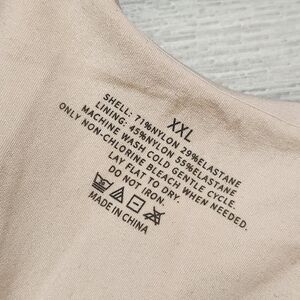 XXL
SHELL: 71%NYLON 29%ELASTANE
LINING: 45%NYLON 55%ELASTANE
MACHINE WASH COLD GENTLE CYCLE.
ONLY NON-CHLORINE BLEACH WHEN NEEDED.
LAY FLAT TO DRY.
DO NOT IRON.
MADE IN CHINA